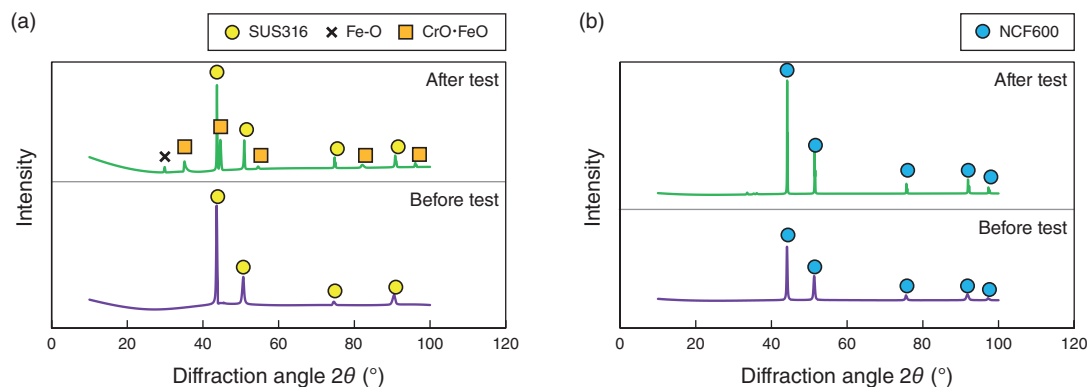 (a)
SUS316 Fe-O CrO•FeO
After test
Before test
Intensity
0 20 40 60 80 100 120
Diffraction angle 2θ (°)
(b)
NCF600
After test
Before test
Intensity
0 20 40 60 80 100 120
Diffraction angle 2θ (°)